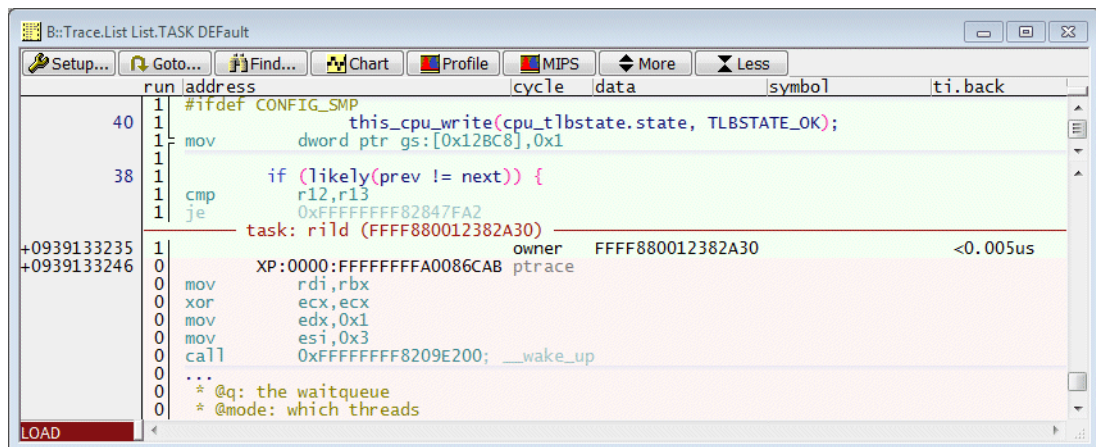 B::Trace.List List.TASK DEFault
Setup... Goto... Find... Chart Profile MIPS More Less
run address cycle data symbol ti.back
1 #ifdef CONFIG_SMP
40 1 this_cpu_write(cpu_tlbstate.state, TLBSTATE_OK);
1 mov dword ptr gs:[0x12BC8],0x1
1
38 1 if (likely(prev != next)) {
1 cmp r12,r13
1 je 0xFFFFFFFF82847FA2
task: rild (FFFF880012382A30)
+0939133235 1 owner FFFF880012382A30 <0.005us
+0939133246 0 XP:0000:FFFFFFFFA0086CAB ptrace
0 mov rdi,rbx
0 xor ecx,ecx
0 mov edx,0x1
0 mov esi,0x3
0 call 0xFFFFFFFF8209E200; __wake_up
0 ...
0 * @q: the waitqueue
0 * @mode: which threads
LOAD